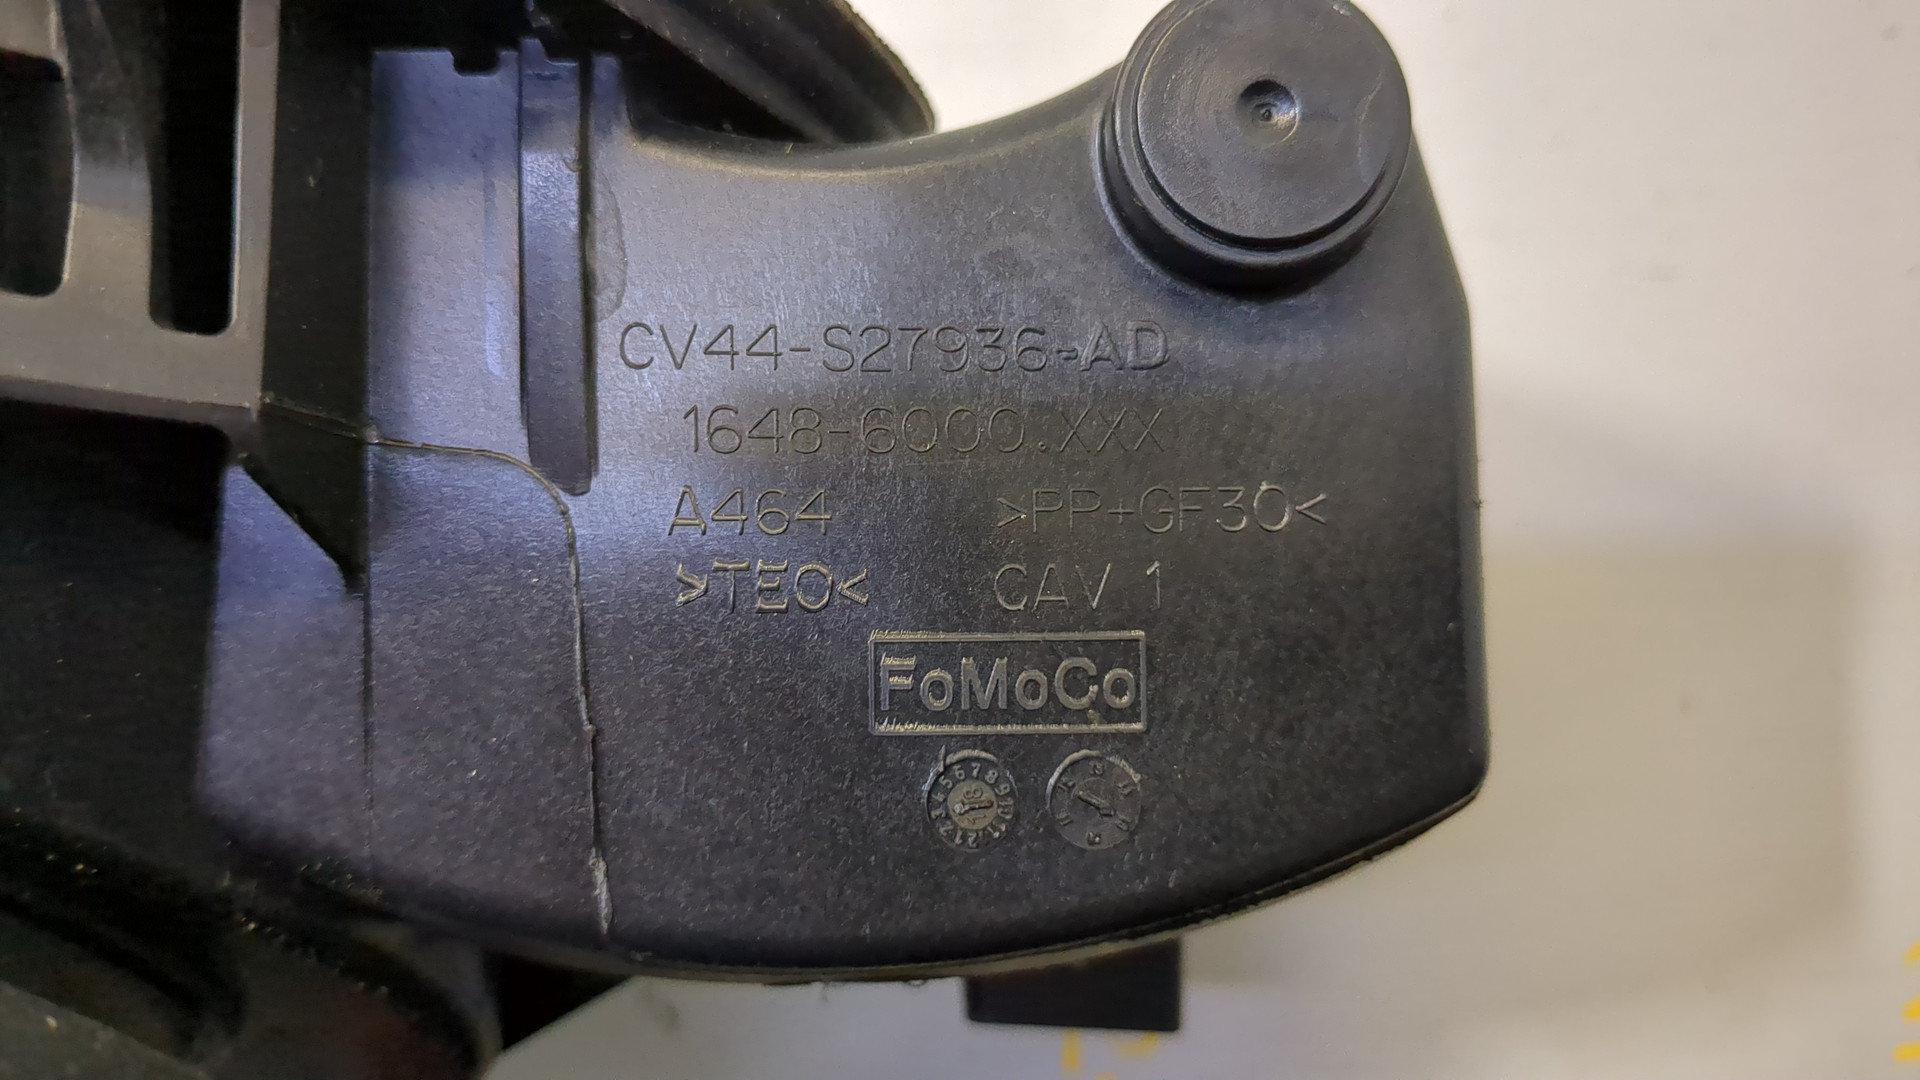 CV44-S27936-AD
1648-6000.XXX
A464 >PP+GF30<
>TEO< CAV 1
FoMoCo